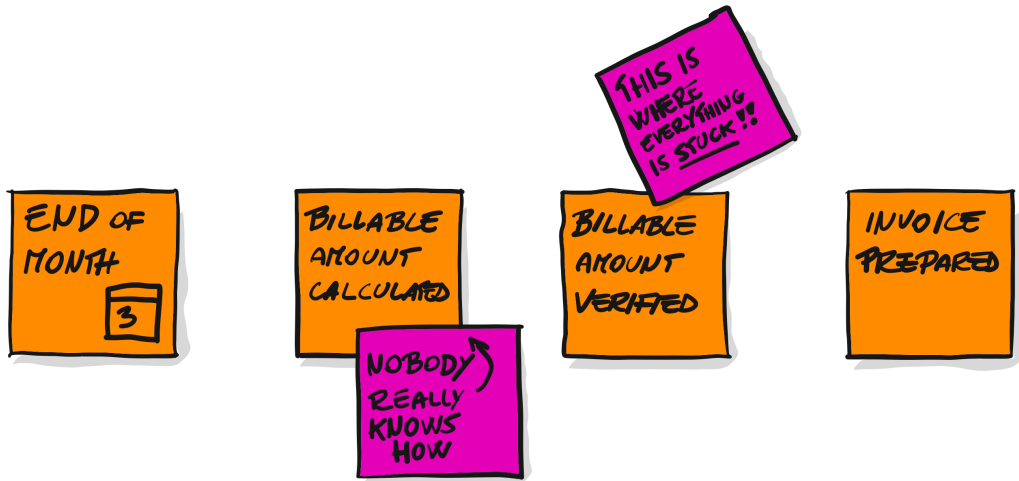 THIS IS
WHERE
EVERYTHING
IS STUCK!!
END OF
MONTH
3
BILLABLE
AMOUNT
CALCULATED
NOBODY
REALLY
KNOWS
HOW
BILLABLE
AMOUNT
VERIFIED
INVOICE
PREPARED